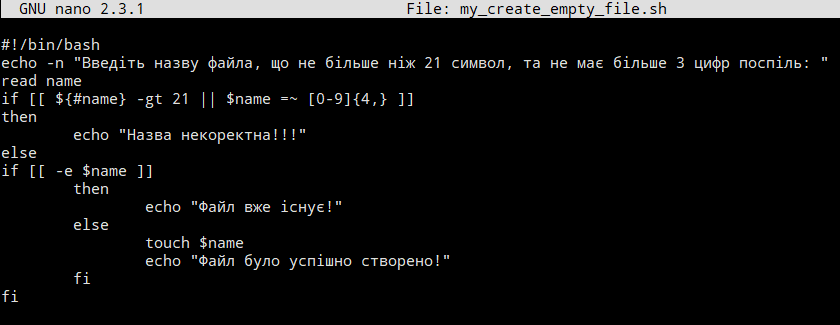 GNU nano 2.3.1 File: my_create_empty_file.sh
#!/bin/bash
echo -n "Введіть назву файла, що не більше ніж 21 символ, та не має більше 3 цифр поспіль: "
read name
if [[ ${#name} -gt 21 || $name =~ [0-9]{4,} ]]
then
echo "Назва некоректна!!!"
else
if [[ -e $name ]]
then
echo "Файл вже існує!"
else
touch $name
echo "Файл було успішно створено!"
fi
fi